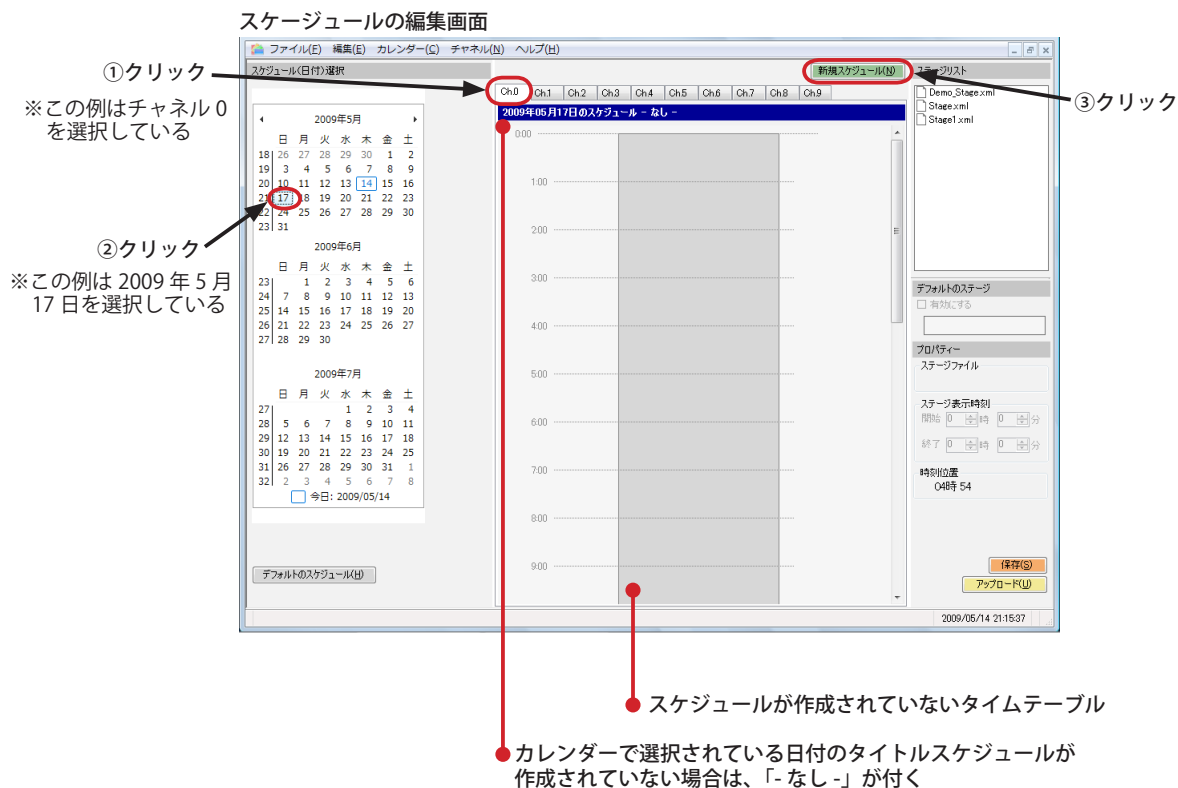 スケージュールの編集画面
ファイル(F) 編集(E) カレンダー(C) チャネル(N) ヘルプ(H)
①クリック
※この例はチャネル 0
を選択している
スケジュール(日付)選択
新規スケジュール(N)
ステージリスト
③クリック
Ch.0 Ch.1 Ch.2 Ch.3 Ch.4 Ch.5 Ch.6 Ch.7 Ch.8 Ch.9
2009年05月17日のスケジュール - なし -
Demo_Stage.xml
Stage.xml
Stage1.xml
2009年5月
日 月 火 水 木 金 土
18 26 27 28 29 30 1 2
19 3 4 5 6 7 8 9
20 10 11 12 13 14 15 16
21 17 18 19 20 21 22 23
22 24 25 26 27 28 29 30
23 31
②クリック
※この例は 2009 年 5 月
17 日を選択している
2009年6月
日 月 火 水 木 金 土
23 1 2 3 4 5 6
24 7 8 9 10 11 12 13
25 14 15 16 17 18 19 20
26 21 22 23 24 25 26 27
27 28 29 30
2009年7月
日 月 火 水 木 金 土
27 1 2 3 4
28 5 6 7 8 9 10 11
29 12 13 14 15 16 17 18
30 19 20 21 22 23 24 25
31 26 27 28 29 30 31 1
32 2 3 4 5 6 7 8
今日: 2009/05/14
デフォルトのスケジュール(H)
0:00
1:00
2:00
3:00
4:00
5:00
6:00
7:00
8:00
9:00
デフォルトのステージ
有効にする
プロパティー
ステージファイル
ステージ表示時刻
開始 0 時 0 分
終了 0 時 0 分
時刻位置
04時 54
保存(S)
アップロード(U)
2009/05/14 21:15:37
スケジュールが作成されていないタイムテーブル
カレンダーで選択されている日付のタイトルスケジュールが
作成されていない場合は、「- なし -」が付く